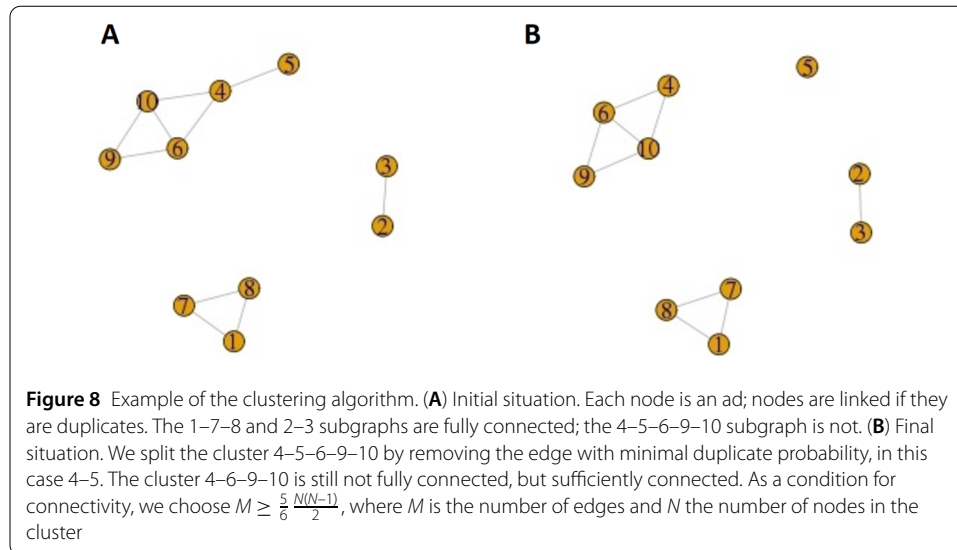 A
B
5
4
10
6
9
3
2
8
7
1
5
4
6
10
9
2
3
7
8
1
Figure 8 Example of the clustering algorithm. (A) Initial situation. Each node is an ad; nodes are linked if they
are duplicates. The 1–7–8 and 2–3 subgraphs are fully connected; the 4–5–6–9–10 subgraph is not. (B) Final
situation. We split the cluster 4–5–6–9–10 by removing the edge with minimal duplicate probability, in this
case 4–5. The cluster 4–6–9–10 is still not fully connected, but sufficiently connected. As a condition for
connectivity, we choose M ≥ 5/6 N(N–1)/2, where M is the number of edges and N the number of nodes in the
cluster